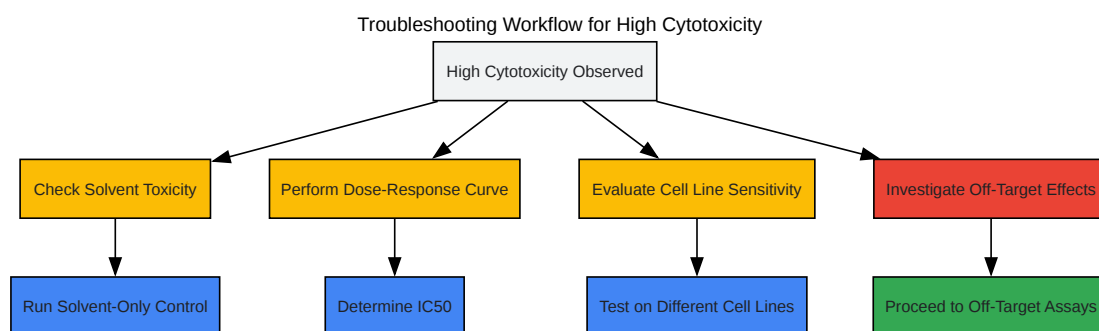 Troubleshooting Workflow for High Cytotoxicity
High Cytotoxicity Observed
Check Solvent Toxicity
Perform Dose-Response Curve
Evaluate Cell Line Sensitivity
Investigate Off-Target Effects
Run Solvent-Only Control
Determine IC50
Test on Different Cell Lines
Proceed to Off-Target Assays